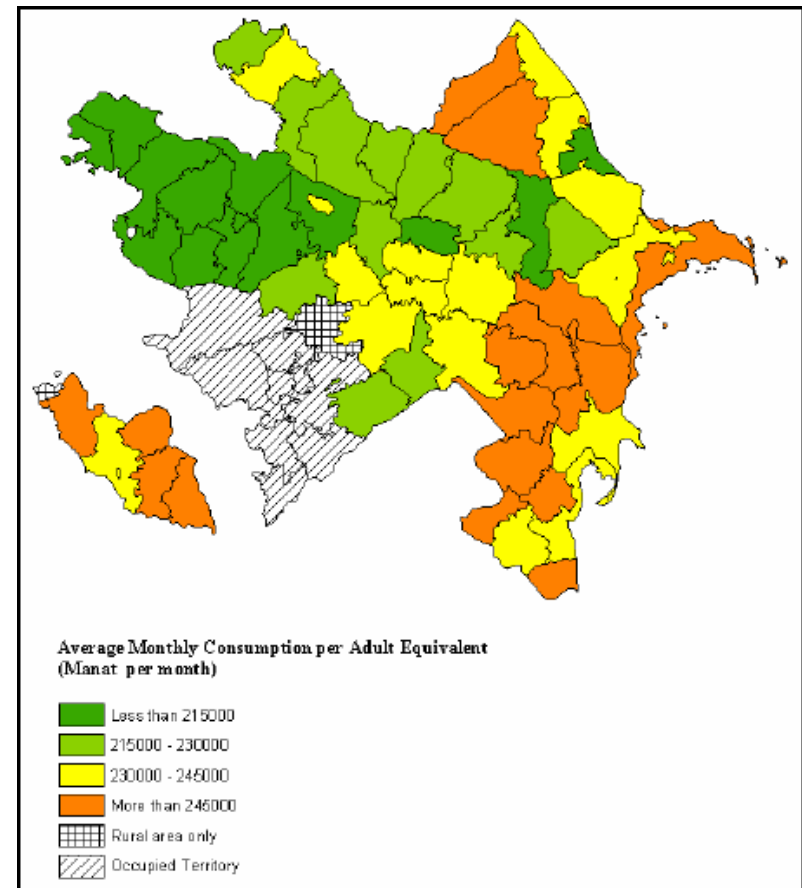 Average Monthly Consumption per Adult Equivalent
(Manat per month)
Less than 215000
215000 - 230000
230000 - 245000
More than 245000
Rural area only
Occupied Territory